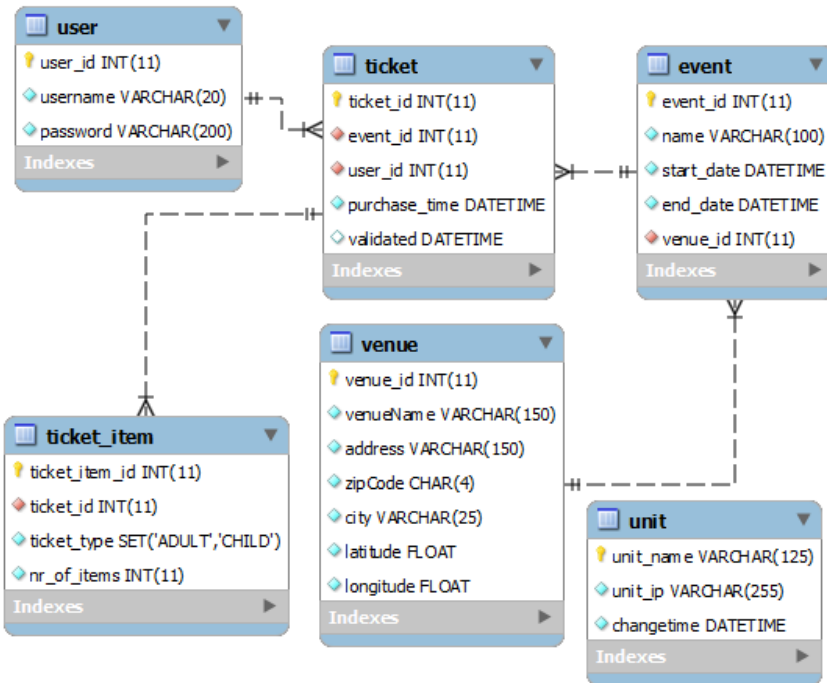 user
user_id INT(11)
username VARCHAR(20)
password VARCHAR(200)
Indexes
ticket
ticket_id INT(11)
event_id INT(11)
user_id INT(11)
purchase_time DATETIME
validated DATETIME
Indexes
event
event_id INT(11)
name VARCHAR(100)
start_date DATETIME
end_date DATETIME
venue_id INT(11)
Indexes
ticket_item
ticket_item_id INT(11)
ticket_id INT(11)
ticket_type SET('ADULT','CHILD')
nr_of_items INT(11)
Indexes
venue
venue_id INT(11)
venueName VARCHAR(150)
address VARCHAR(150)
zipCode CHAR(4)
city VARCHAR(25)
latitude FLOAT
longitude FLOAT
Indexes
unit
unit_name VARCHAR(125)
unit_ip VARCHAR(255)
changetime DATETIME
Indexes